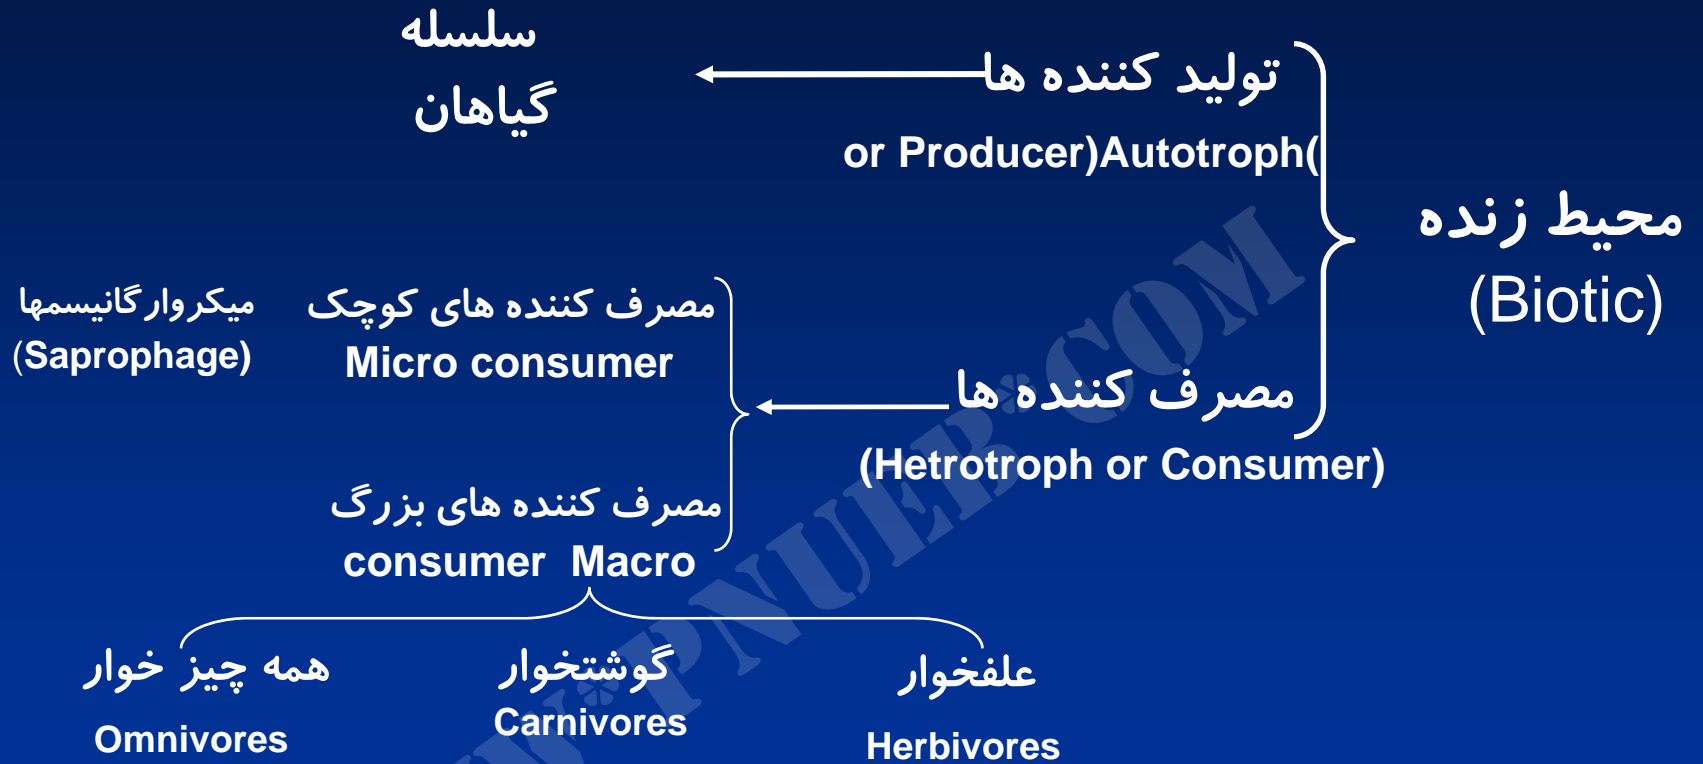 محیط زنده
(Biotic)
تولید کننده ها
or Producer)Autotroph(
سلسله
گیاهان
مصرف کننده ها
(Hetrotroph or Consumer)
مصرف کننده های کوچک
Micro consumer
میکروارگانیسمها
(Saprophage)
مصرف کننده های بزرگ
consumer Macro
علفخوار
Herbivores
گوشتخوار
Carnivores
همه چیز خوار
Omnivores
W*PNUEB*COM